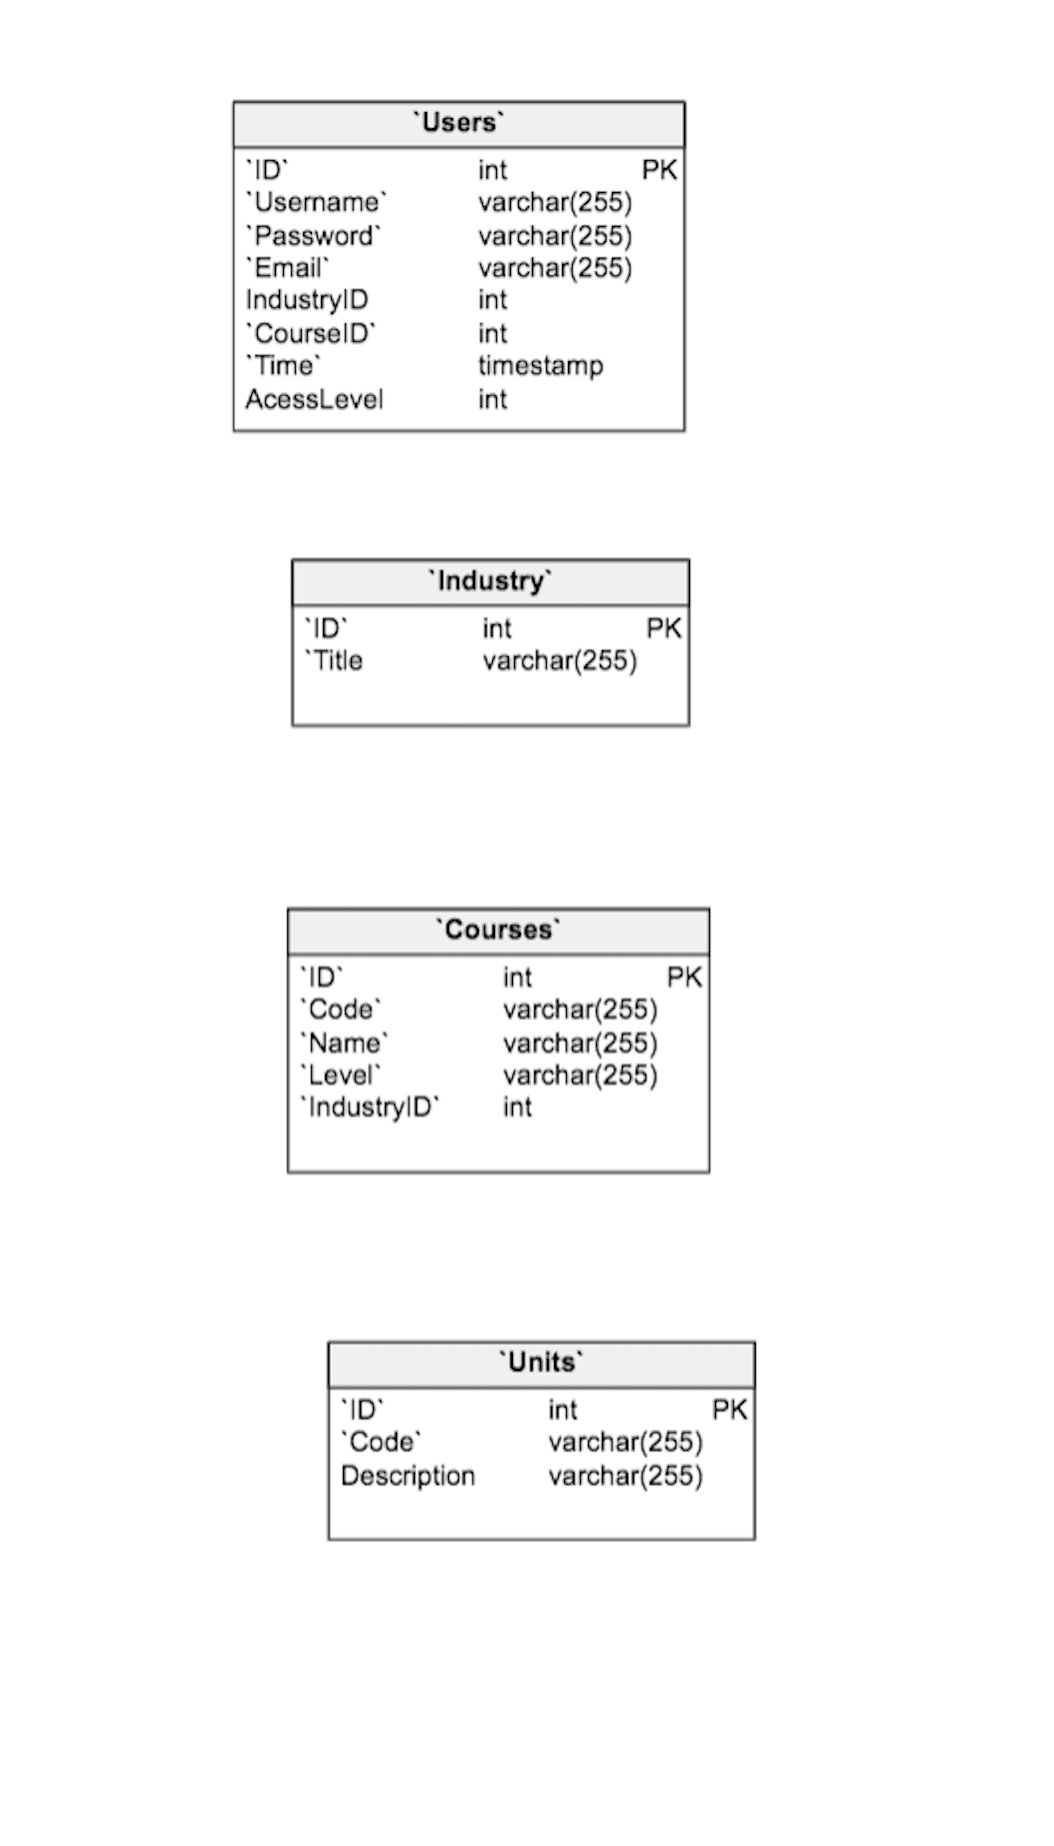 `Users`
`ID` int PK
`Username` varchar(255)
`Password` varchar(255)
`Email` varchar(255)
IndustryID int
`CourseID` int
`Time` timestamp
AcessLevel int
`Industry`
`ID` int PK
`Title varchar(255)
`Courses`
`ID` int PK
`Code` varchar(255)
`Name` varchar(255)
`Level` varchar(255)
`IndustryID` int
`Units`
`ID` int PK
`Code` varchar(255)
Description varchar(255)